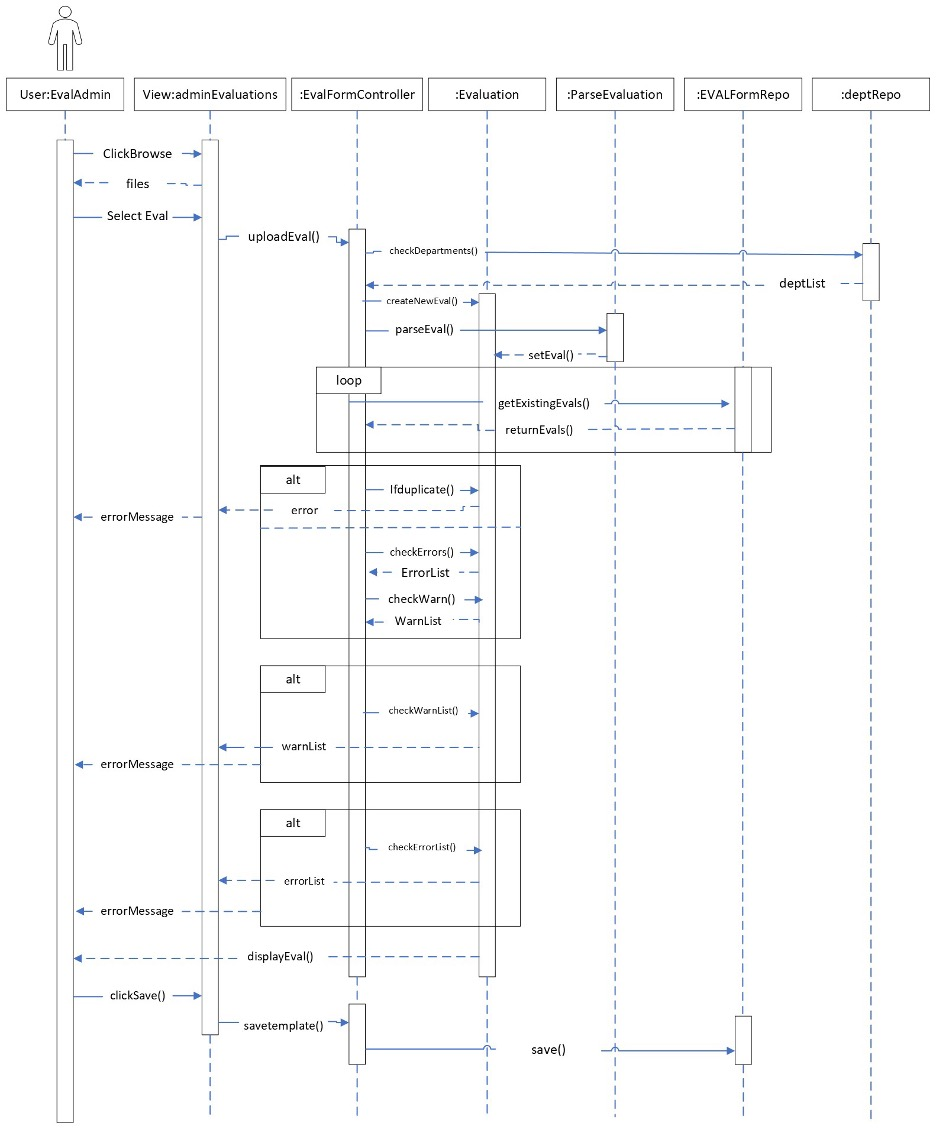 User:EvalAdmin
View:adminEvaluations
:EvalFormController
:Evaluation
:ParseEvaluation
:EVALFormRepo
:deptRepo
ClickBrowse
files
Select Eval
uploadEval()
checkDepartments()
deptList
createNewEval()
parseEval()
setEval()
loop
getExistingEvals()
returnEvals()
alt
Ifduplicate()
error
errorMessage
checkErrors()
ErrorList
checkWarn()
WarnList
alt
checkWarnList()
warnList
errorMessage
alt
checkErrorList()
errorList
errorMessage
displayEval()
clickSave()
savetemplate()
save()